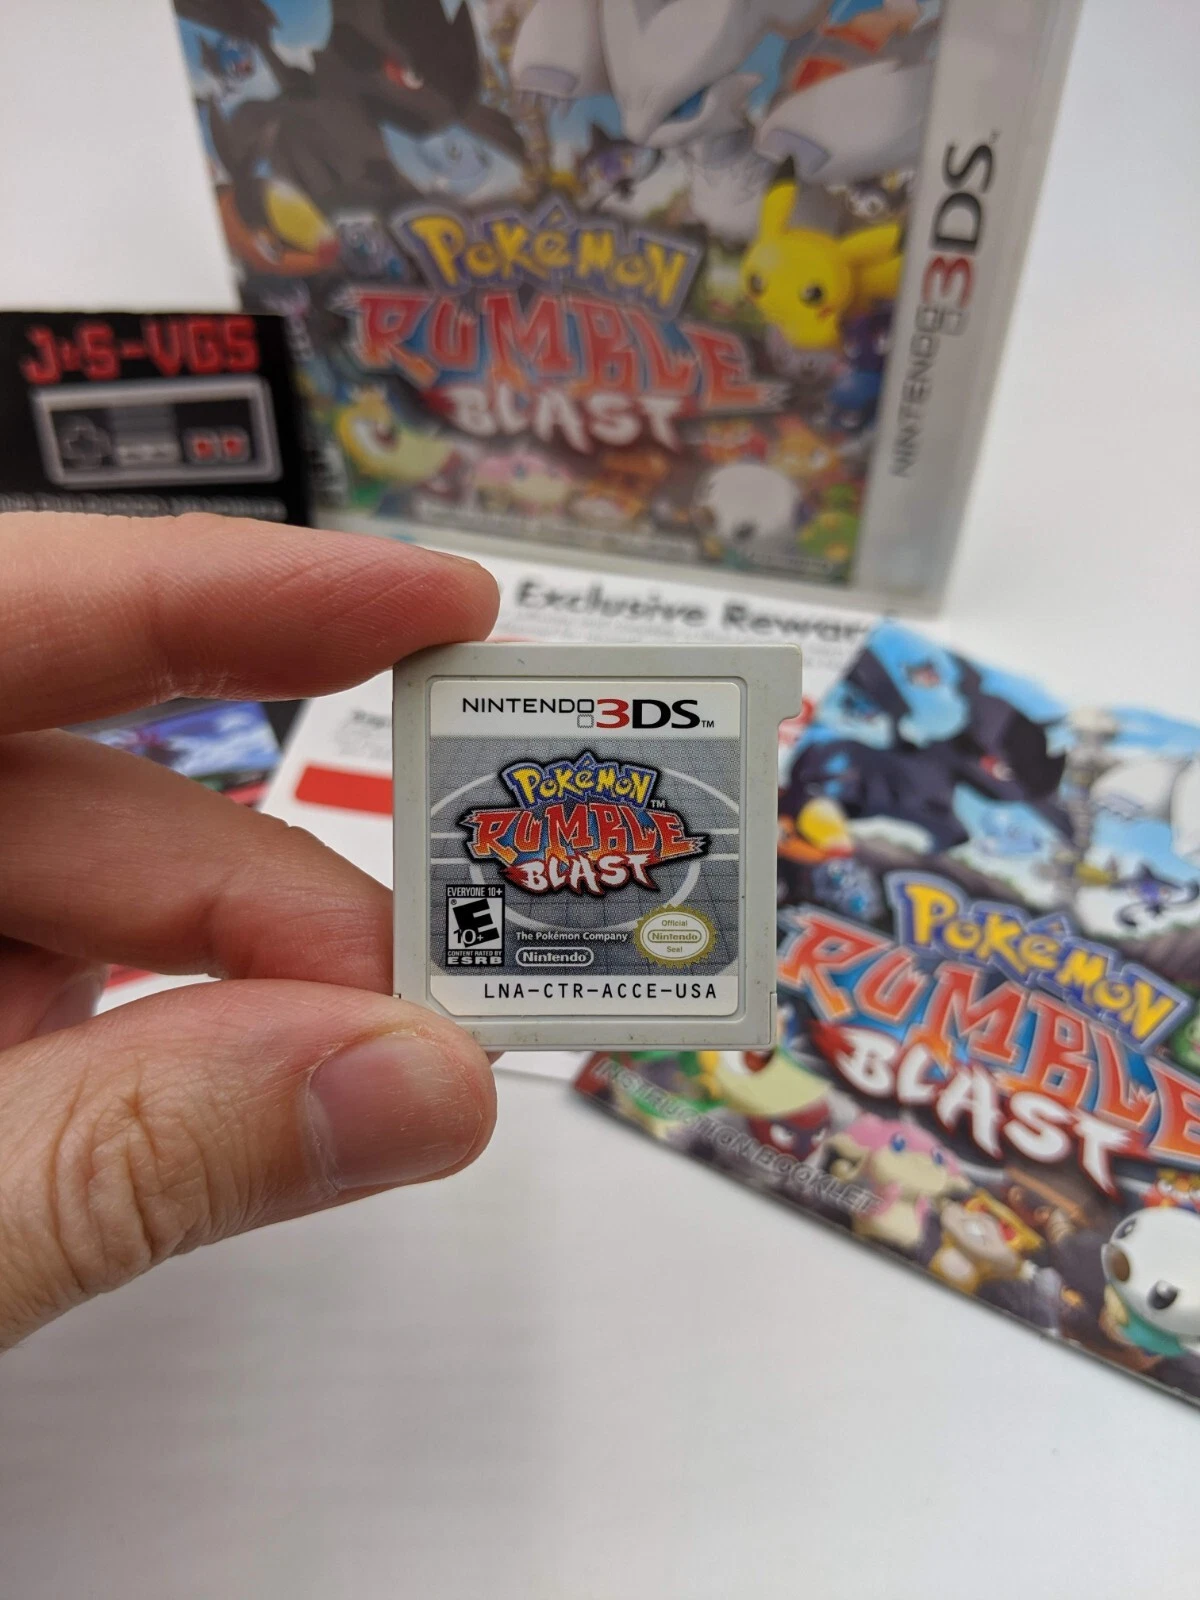 NINTENDO 3DS™
POKéMON
RUMBLE
BLAST
J&S-VGS
Exclusive Rewar
NINTENDO 3DS™
POKéMON™
RUMBLE
BLAST
EVERYONE 10+
E
10+
®
CONTENT RATED BY
ESRB
The Pokémon Company
Nintendo®
Official
Nintendo
Seal
LNA-CTR-ACCE-USA
POKéMON
RUMBLE
BLAST
INSTRUCTION BOOKLET